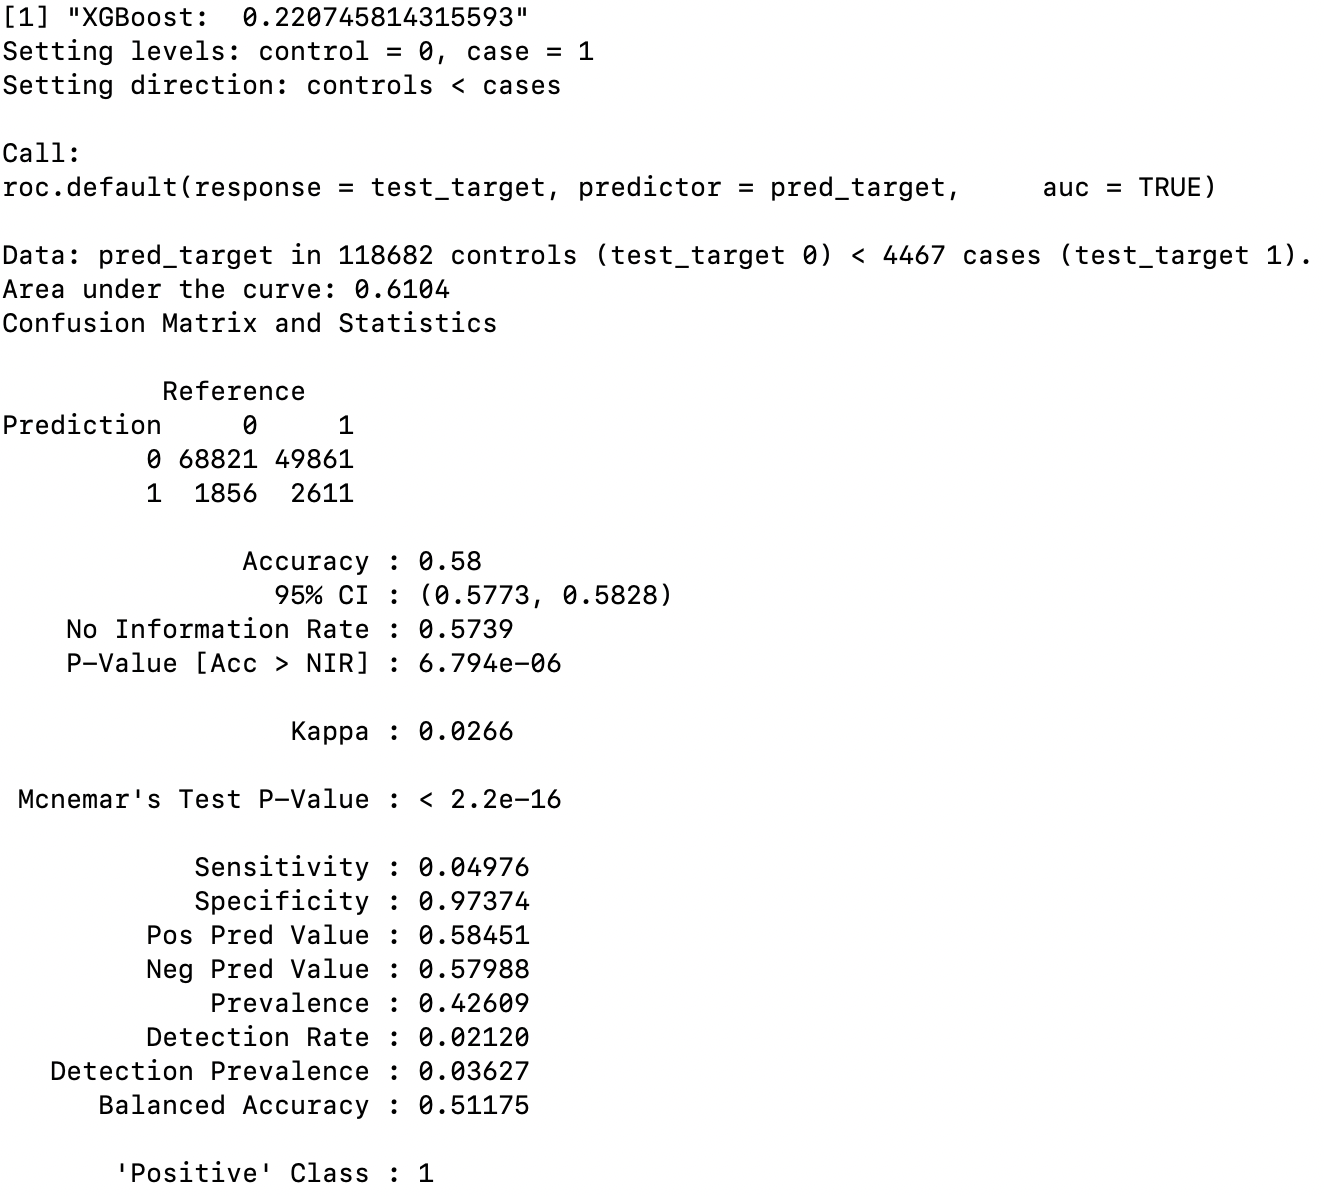 [1] "XGBoost:  0.220745814315593"
Setting levels: control = 0, case = 1
Setting direction: controls < cases

Call:
roc.default(response = test_target, predictor = pred_target,     auc = TRUE)

Data: pred_target in 118682 controls (test_target 0) < 4467 cases (test_target 1).
Area under the curve: 0.6104
Confusion Matrix and Statistics

          Reference
Prediction     0     1
         0 68821 49861
         1  1856  2611

               Accuracy : 0.58
                 95% CI : (0.5773, 0.5828)
    No Information Rate : 0.5739
    P-Value [Acc > NIR] : 6.794e-06

                  Kappa : 0.0266

 Mcnemar's Test P-Value : < 2.2e-16

            Sensitivity : 0.04976
            Specificity : 0.97374
         Pos Pred Value : 0.58451
         Neg Pred Value : 0.57988
             Prevalence : 0.42609
         Detection Rate : 0.02120
   Detection Prevalence : 0.03627
      Balanced Accuracy : 0.51175

       'Positive' Class : 1